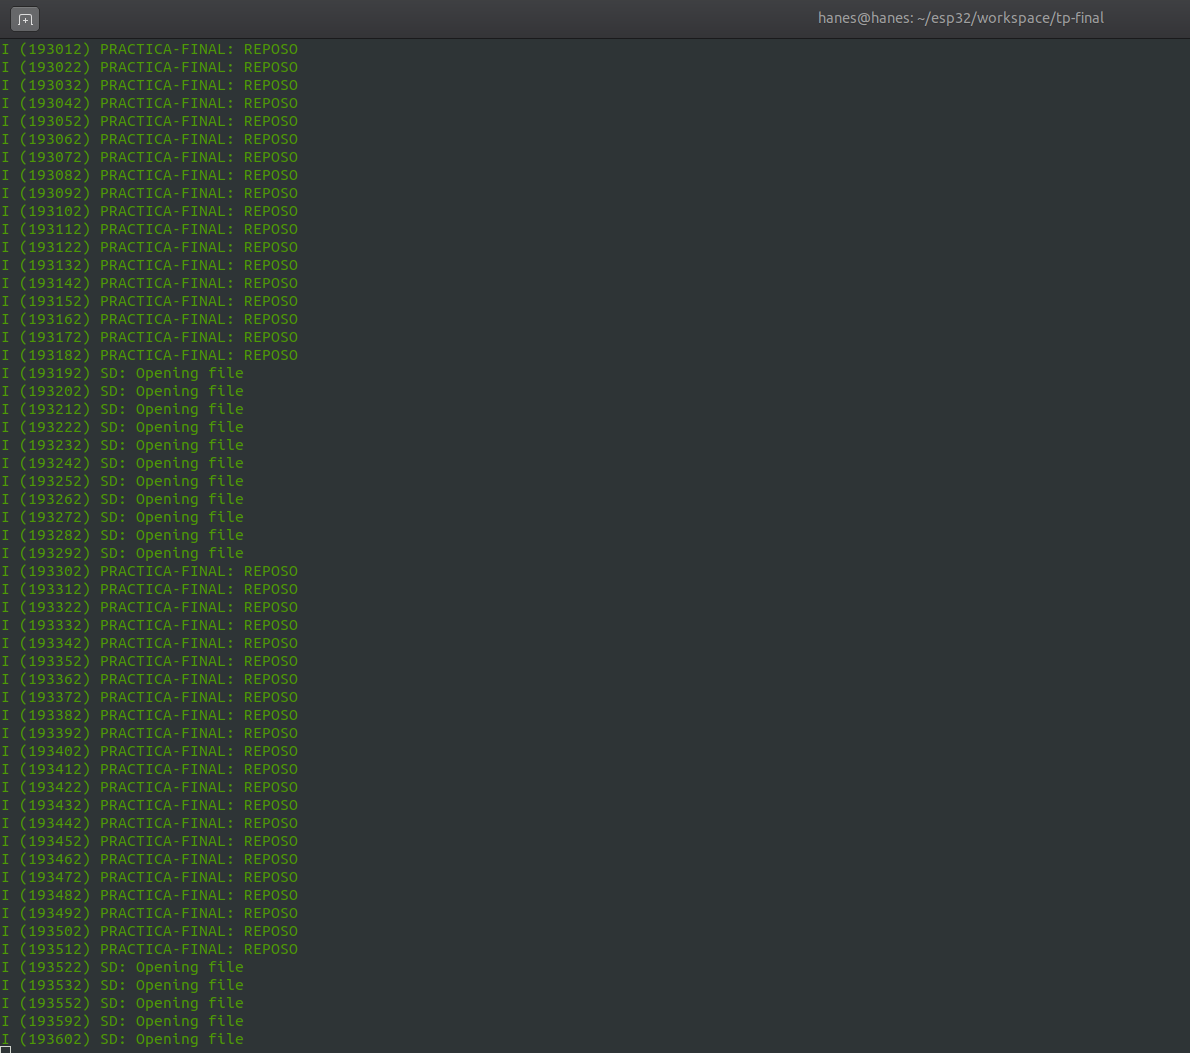 hanes@hanes: ~/esp32/workspace/tp-final
I (193012) PRACTICA-FINAL: REPOSO
I (193022) PRACTICA-FINAL: REPOSO
I (193032) PRACTICA-FINAL: REPOSO
I (193042) PRACTICA-FINAL: REPOSO
I (193052) PRACTICA-FINAL: REPOSO
I (193062) PRACTICA-FINAL: REPOSO
I (193072) PRACTICA-FINAL: REPOSO
I (193082) PRACTICA-FINAL: REPOSO
I (193092) PRACTICA-FINAL: REPOSO
I (193102) PRACTICA-FINAL: REPOSO
I (193112) PRACTICA-FINAL: REPOSO
I (193122) PRACTICA-FINAL: REPOSO
I (193132) PRACTICA-FINAL: REPOSO
I (193142) PRACTICA-FINAL: REPOSO
I (193152) PRACTICA-FINAL: REPOSO
I (193162) PRACTICA-FINAL: REPOSO
I (193172) PRACTICA-FINAL: REPOSO
I (193182) PRACTICA-FINAL: REPOSO
I (193192) SD: Opening file
I (193202) SD: Opening file
I (193212) SD: Opening file
I (193222) SD: Opening file
I (193232) SD: Opening file
I (193242) SD: Opening file
I (193252) SD: Opening file
I (193262) SD: Opening file
I (193272) SD: Opening file
I (193282) SD: Opening file
I (193292) SD: Opening file
I (193302) PRACTICA-FINAL: REPOSO
I (193312) PRACTICA-FINAL: REPOSO
I (193322) PRACTICA-FINAL: REPOSO
I (193332) PRACTICA-FINAL: REPOSO
I (193342) PRACTICA-FINAL: REPOSO
I (193352) PRACTICA-FINAL: REPOSO
I (193362) PRACTICA-FINAL: REPOSO
I (193372) PRACTICA-FINAL: REPOSO
I (193382) PRACTICA-FINAL: REPOSO
I (193392) PRACTICA-FINAL: REPOSO
I (193402) PRACTICA-FINAL: REPOSO
I (193412) PRACTICA-FINAL: REPOSO
I (193422) PRACTICA-FINAL: REPOSO
I (193432) PRACTICA-FINAL: REPOSO
I (193442) PRACTICA-FINAL: REPOSO
I (193452) PRACTICA-FINAL: REPOSO
I (193462) PRACTICA-FINAL: REPOSO
I (193472) PRACTICA-FINAL: REPOSO
I (193482) PRACTICA-FINAL: REPOSO
I (193492) PRACTICA-FINAL: REPOSO
I (193502) PRACTICA-FINAL: REPOSO
I (193512) PRACTICA-FINAL: REPOSO
I (193522) SD: Opening file
I (193532) SD: Opening file
I (193552) SD: Opening file
I (193592) SD: Opening file
I (193602) SD: Opening file